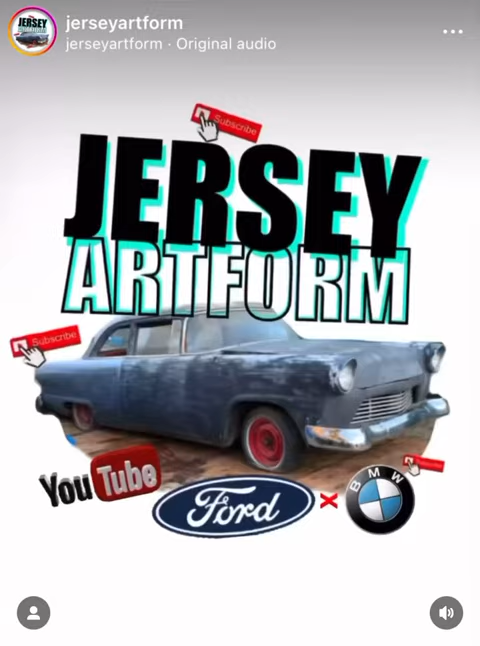 jerseyartform
jerseyartform · Original audio
Subscribe
JERSEY
ARTFORM
Subscribe
YouTube
Ford x BMW